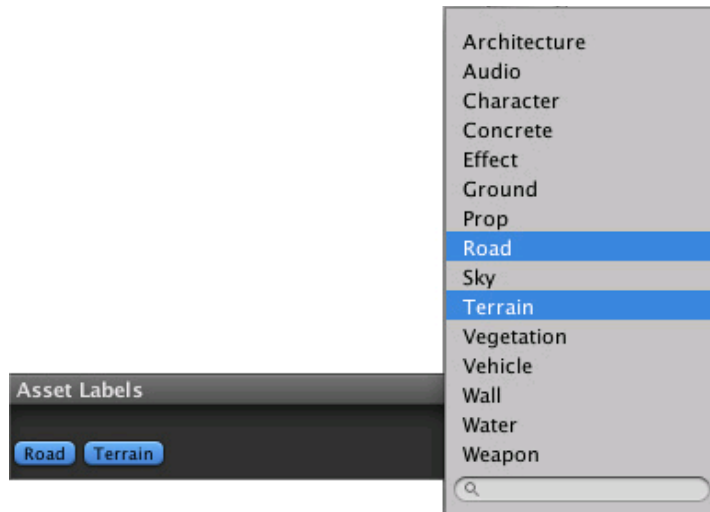 Architecture
Audio
Character
Concrete
Effect
Ground
Prop
Road
Sky
Terrain
Vegetation
Vehicle
Wall
Water
Weapon
Asset Labels
Road Terrain